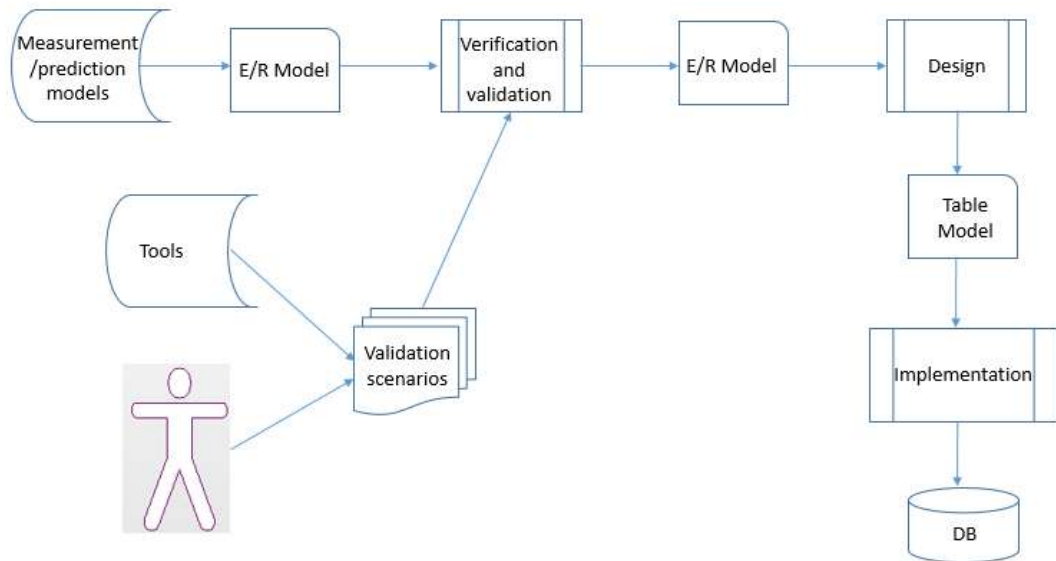 Measurement
/prediction
models
E/R Model
Verification
and
validation
E/R Model
Design
Table
Model
Tools
Validation
scenarios
Implementation
DB